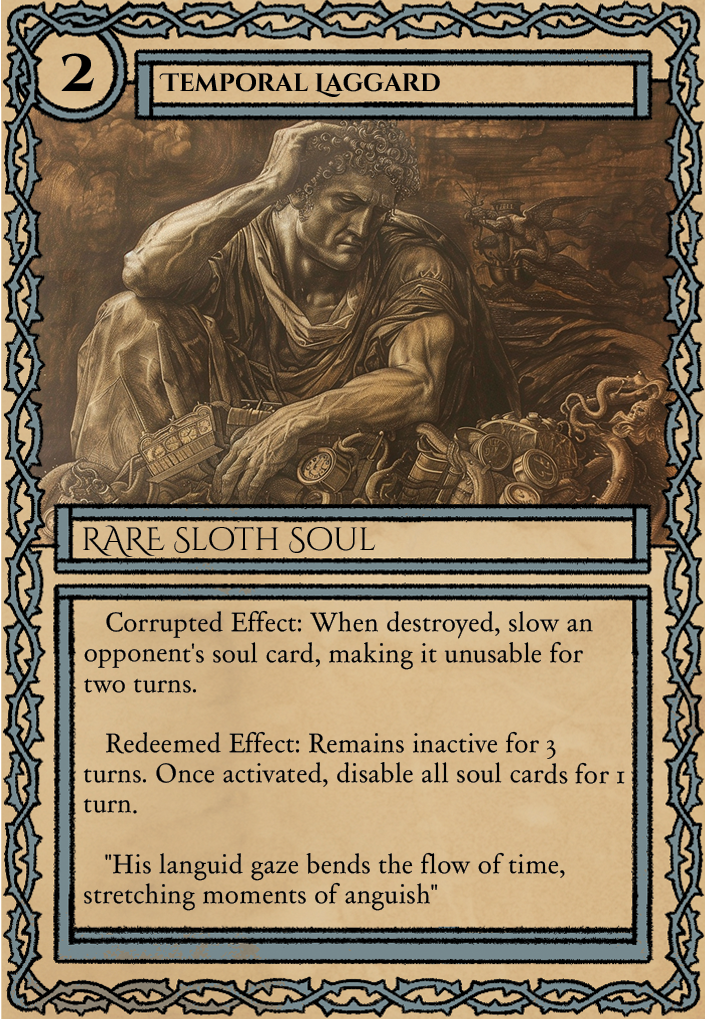 2
Temporal Laggard
Rare Sloth Soul
Corrupted Effect: When destroyed, slow an
opponent's soul card, making it unusable for
two turns.
Redeemed Effect: Remains inactive for 3
turns. Once activated, disable all soul cards for 1
turn.
"His languid gaze bends the flow of time,
stretching moments of anguish"